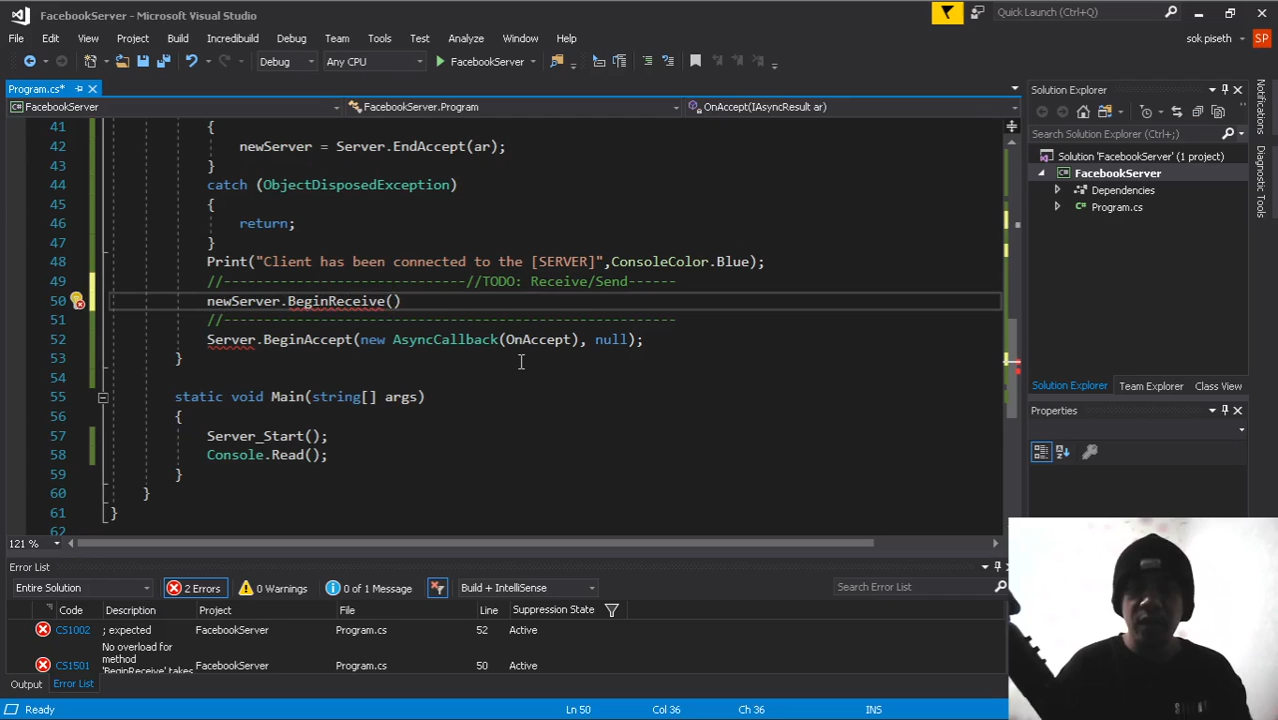 FacebookServer - Microsoft Visual Studio
Quick Launch (Ctrl+Q)
File Edit View Project Build Incredibuild Debug Team Tools Test Analyze Window Help
sok piseth SP
Debug Any CPU FacebookServer
Program.cs*
FacebookServer FacebookServer.Program OnAccept(IAsyncResult ar)
41 {
42 newServer = Server.EndAccept(ar);
43 }
44 catch (ObjectDisposedException)
45 {
46 return;
47 }
48 Print("Client has been connected to the [SERVER]",ConsoleColor.Blue);
49 //------------------------------//TODO: Receive/Send------
50 newServer.BeginReceive()
51 //--------------------------------------------------------
52 Server.BeginAccept(new AsyncCallback(OnAccept), null);
53 }
54
55 static void Main(string[] args)
56 {
57 Server_Start();
58 Console.Read();
59 }
60 }
61 }
62
121 %
Solution Explorer
Search Solution Explorer (Ctrl+;)
Solution 'FacebookServer' (1 project)
FacebookServer
Dependencies
Program.cs
Solution Explorer Team Explorer Class View
Properties
Notifications
Diagnostic Tools
Error List
Entire Solution 2 Errors 0 Warnings 0 of 1 Message Build + IntelliSense Search Error List
Code Description Project File Line Suppression State
CS1002 ; expected FacebookServer Program.cs 52 Active
No overload for
CS1501 method FacebookServer Program.cs 50 Active
'BeginReceive' takes
Output Error List
Ready Ln 50 Col 36 Ch 36 INS